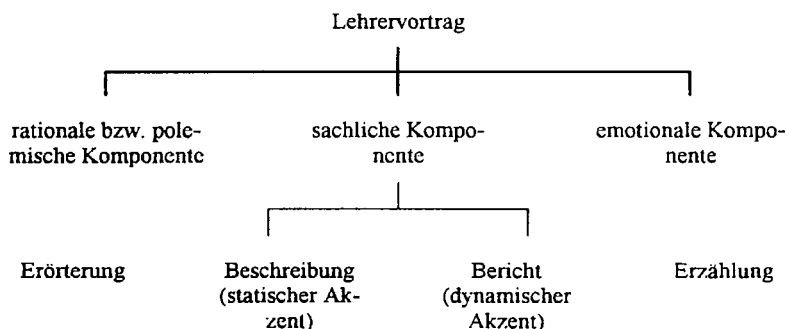 Lehrervortrag
rationale bzw. pole-
mische Komponente
sachliche Kompo-
nente
emotionale Kompo-
nente
Erörterung
Beschreibung
(statischer Ak-
zent)
Bericht
(dynamischer
Akzent)
Erzählung